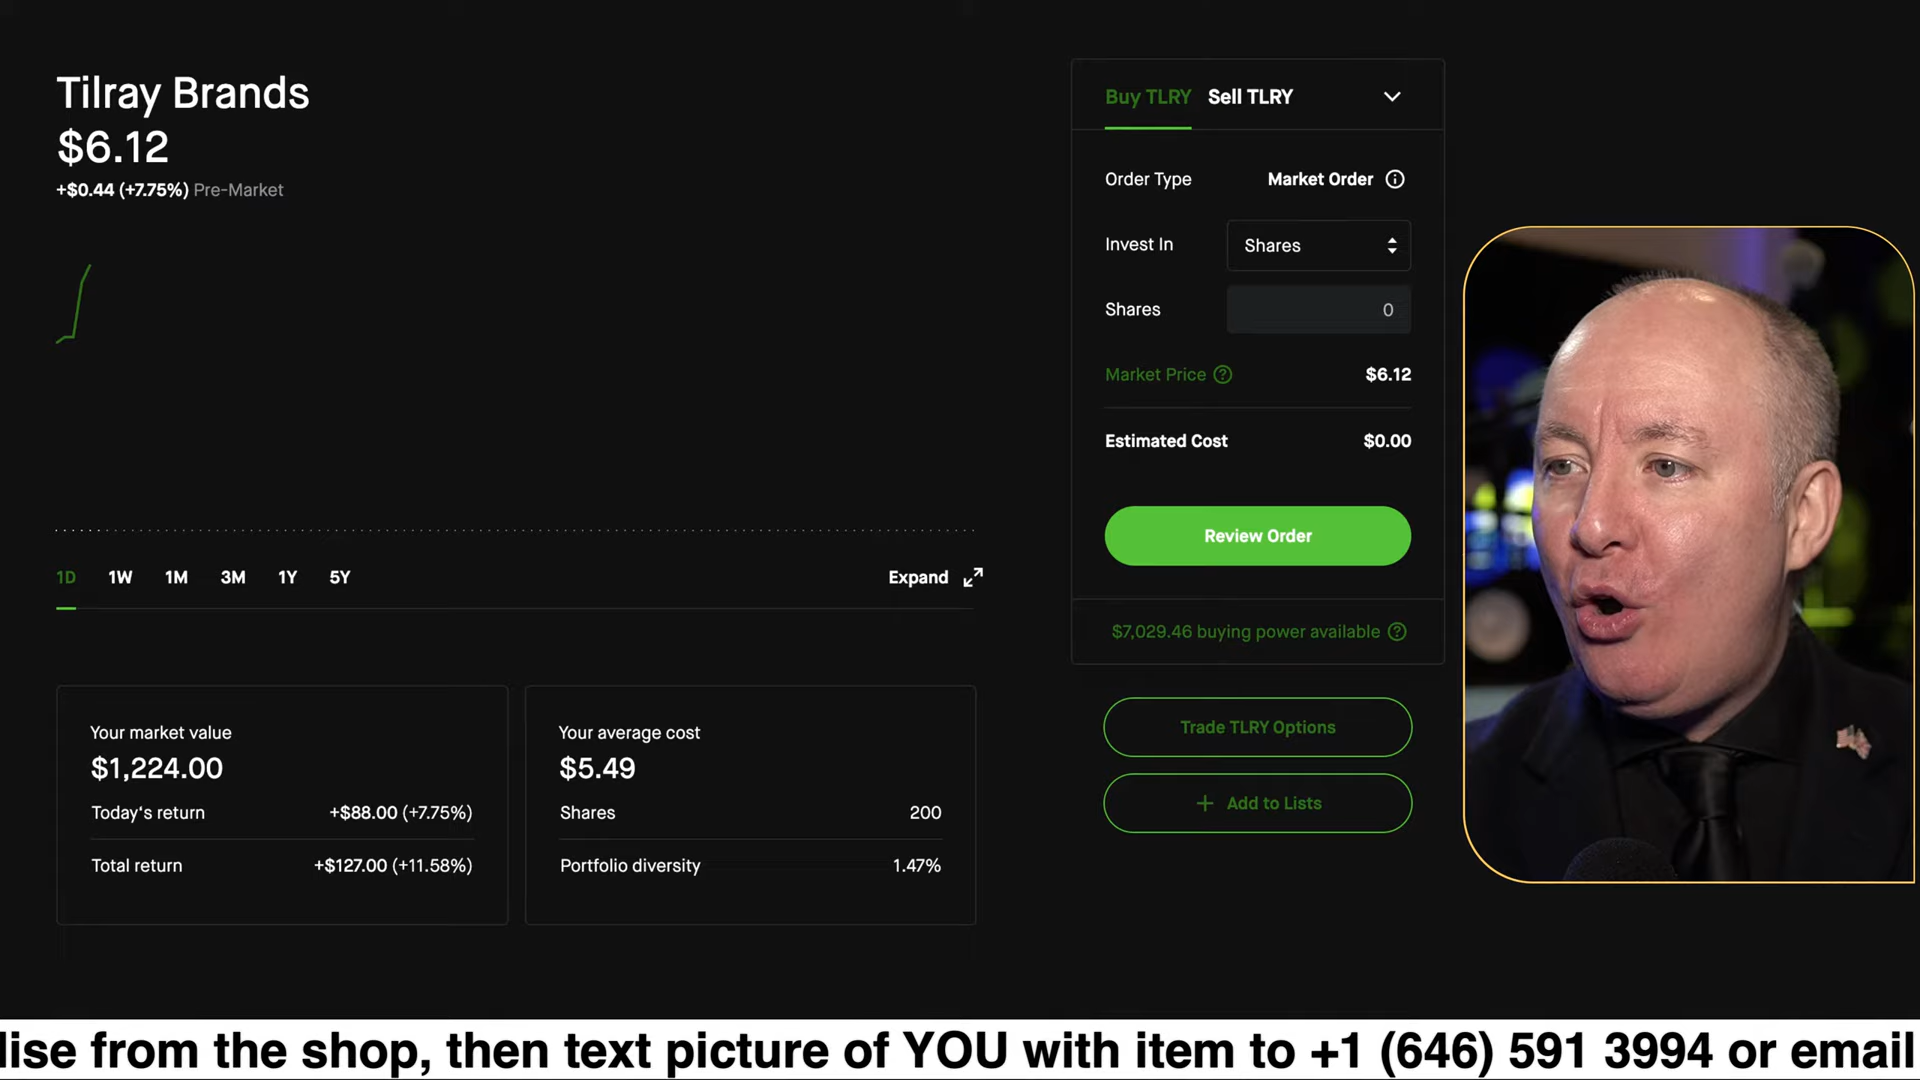 Tilray Brands
$6.12
+$0.44 (+7.75%) Pre-Market
1D 1W 1M 3M 1Y 5Y
Expand
Your market value
$1,224.00
Today's return +$88.00 (+7.75%)
Total return +$127.00 (+11.58%)
Your average cost
$5.49
Shares 200
Portfolio diversity 1.47%
Buy TLRY Sell TLRY
Order Type Market Order
Invest In Shares
Shares 0
Market Price $6.12
Estimated Cost $0.00
Review Order
$7,029.46 buying power available
Trade TLRY Options
+ Add to Lists
from the shop, then text picture of YOU with item to +1 (646) 591 3994 or email